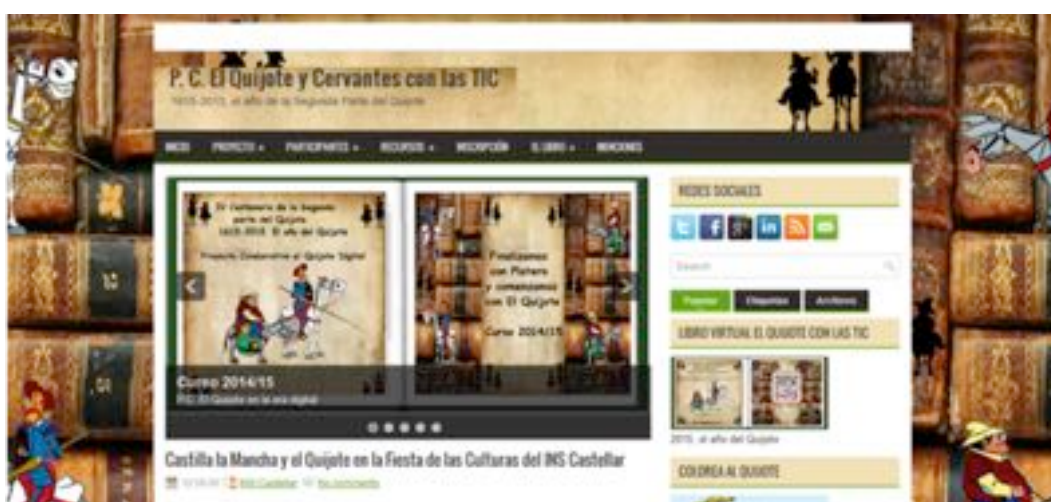 P. C. El Quijote y Cervantes con las TIC
1615-2015, el año de la Segunda Parte del Quijote
INICIO PROYECTO PARTICIPANTES RECURSOS INSCRIPCIÓN EL LIBRO MENCIONES
IV Centenario de la Segunda
parte del Quijote
1615-2015 El año del Quijote
Proyecto Colaborativo el Quijote Digital
Finalizamos
con Platero
y comenzamos
con El Quijote
Curso 2014/15
Curso 2014/15
P.C. El Quijote en la era digital
Castilla la Mancha y el Quijote en la Fiesta de las Culturas del INS Castellar
INS Castellar No comments
REDES SOCIALES
Search
Popular Etiquetas Archivos
LIBRO VIRTUAL EL QUIJOTE CON LAS TIC
2015, el año del Quijote
COLOREA AL QUIJOTE